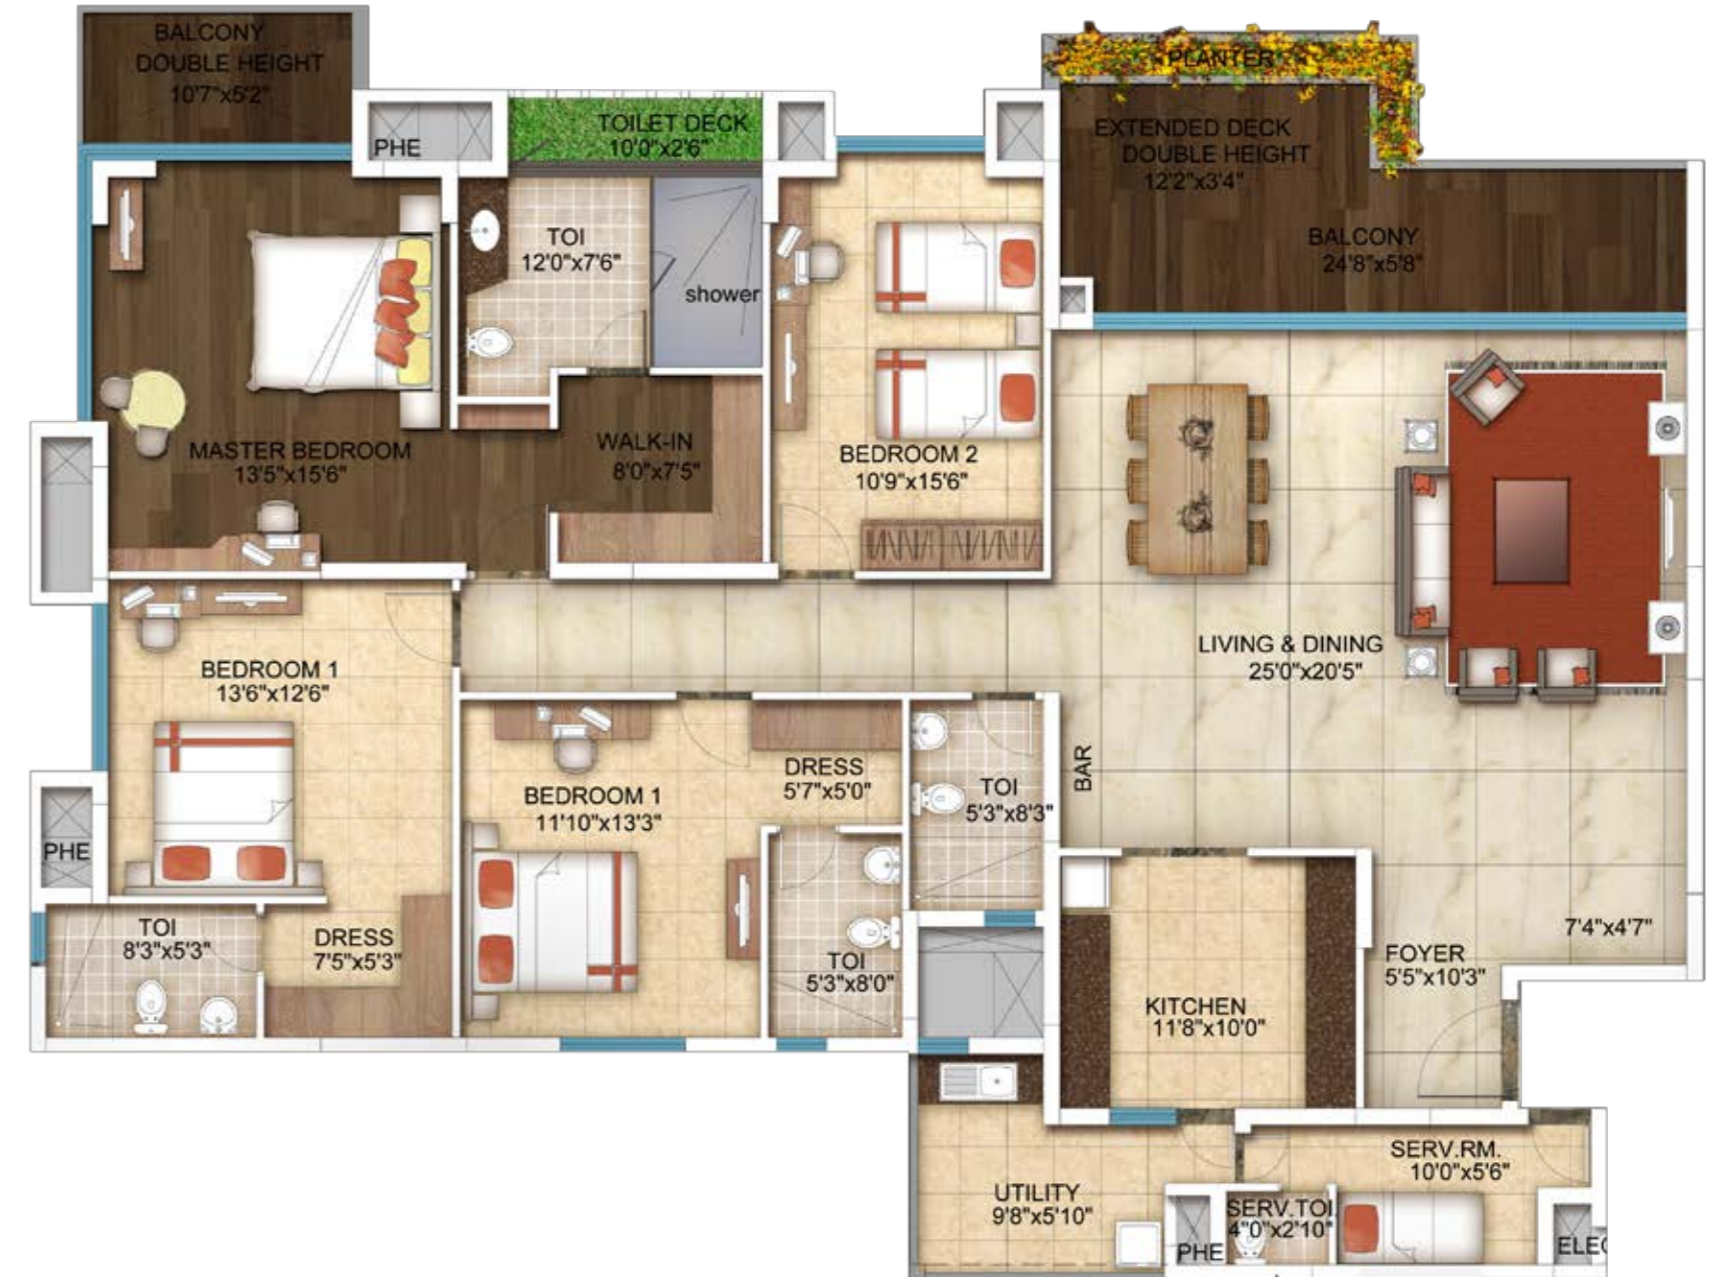 BALCONY
DOUBLE HEIGHT
10'7"x5'2"
PHE
TOILET DECK
10'0"x2'6"
PLANTER
EXTENDED DECK
DOUBLE HEIGHT
12'2"x3'4"
BALCONY
24'8"x5'8"
TOI
12'0"x7'6"
shower
MASTER BEDROOM
13'5"x15'6"
WALK-IN
8'0"x7'5"
BEDROOM 2
10'9"x15'6"
LIVING & DINING
25'0"x20'5"
BEDROOM 1
13'6"x12'6"
BEDROOM 1
11'10"x13'3"
DRESS
5'7"x5'0"
TOI
5'3"x8'3"
BAR
PHE
TOI
8'3"x5'3"
DRESS
7'5"x5'3"
TOI
5'3"x8'0"
KITCHEN
11'8"x10'0"
FOYER
5'5"x10'3"
7'4"x4'7"
UTILITY
9'8"x5'10"
PHE
SERV.TOI
4'0"x2'10"
SERV.RM.
10'0"x5'6"
ELEC